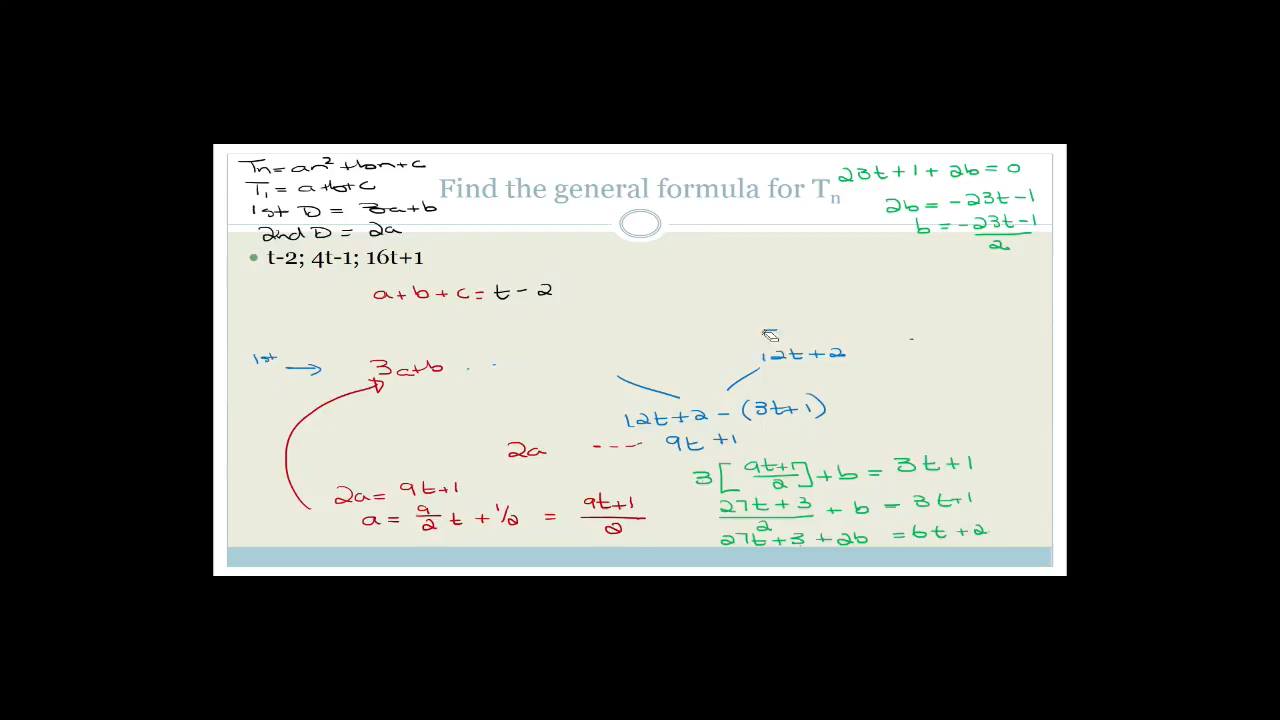 Tn = an² + bn + c
T1 = a+b+c
1st D = 3a+b
2nd D = 2a
Find the general formula for Tn
23t + 1 + 2b = 0
2b = -23t - 1
b = -23t - 1
2
• t-2; 4t-1; 16t+1
a + b + c = t - 2
12t + 2
1st → 3a+b
12t + 2 - (3t+1)
2a ---- 9t + 1
2a = 9t+1
a = 9/2 t + 1/2 = 9t+1/2
3[9t+1/2] + b = 3t + 1
27t + 3/2 + b = 3t+1
27t + 3 + 2b = 6t + 2